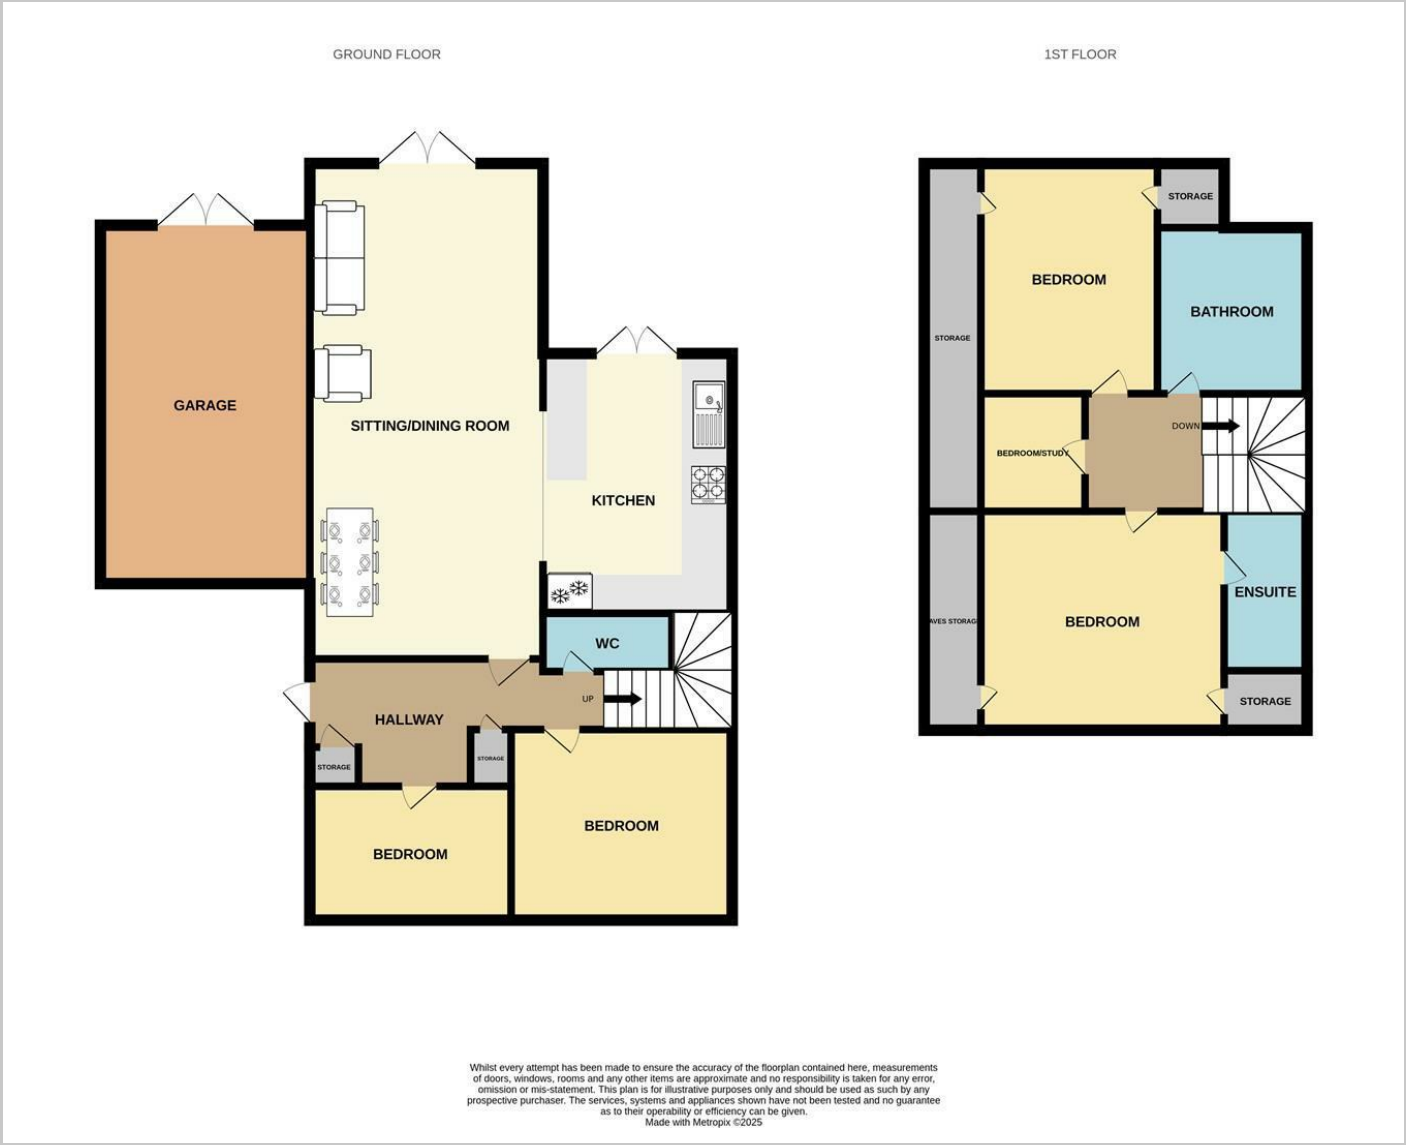 GROUND FLOOR
1ST FLOOR
GARAGE
SITTING/DINING ROOM
KITCHEN
WC
UP
HALLWAY
STORAGE
STORAGE
BEDROOM
BEDROOM
STORAGE
BEDROOM
STORAGE
BATHROOM
DOWN
BEDROOM/STUDY
AVES STORAG
BEDROOM
ENSUITE
STORAGE
Whilst every attempt has been made to ensure the accuracy of the floorplan contained here, measurements
of doors, windows, rooms and any other items are approximate and no responsibility is taken for any error,
omission or mis-statement. This plan is for illustrative purposes only and should be used as such by any
prospective purchaser. The services, systems and appliances shown have not been tested and no guarantee
as to their operability or efficiency can be given.
Made with Metropix ©2025